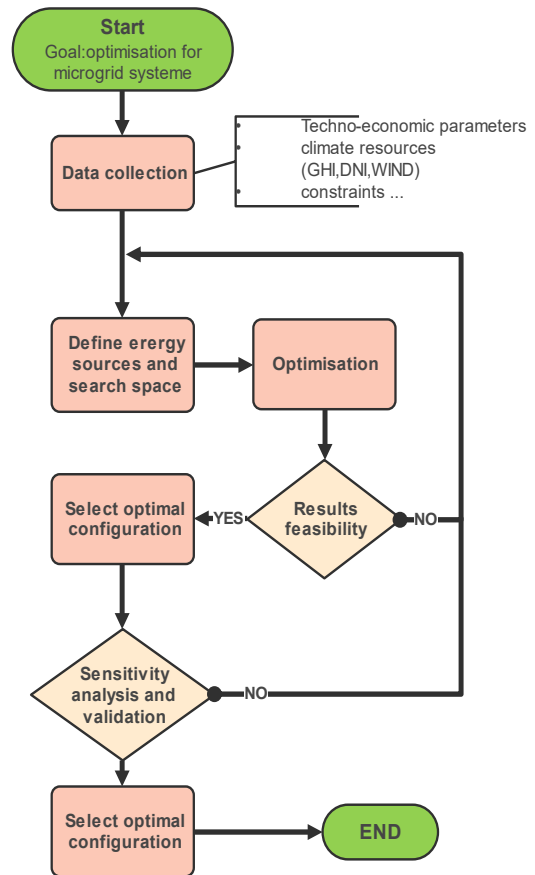 Start
Goal:optimisation for
microgrid systeme
Data collection
Techno-economic parameters
climate resources
(GHI,DNI,WIND)
constraints ...
Define erergy
sources and
search space
Optimisation
Select optimal
configuration
YES
Results
feasibility
NO
Sensitivity
analysis and
validation
NO
Select optimal
configuration
END